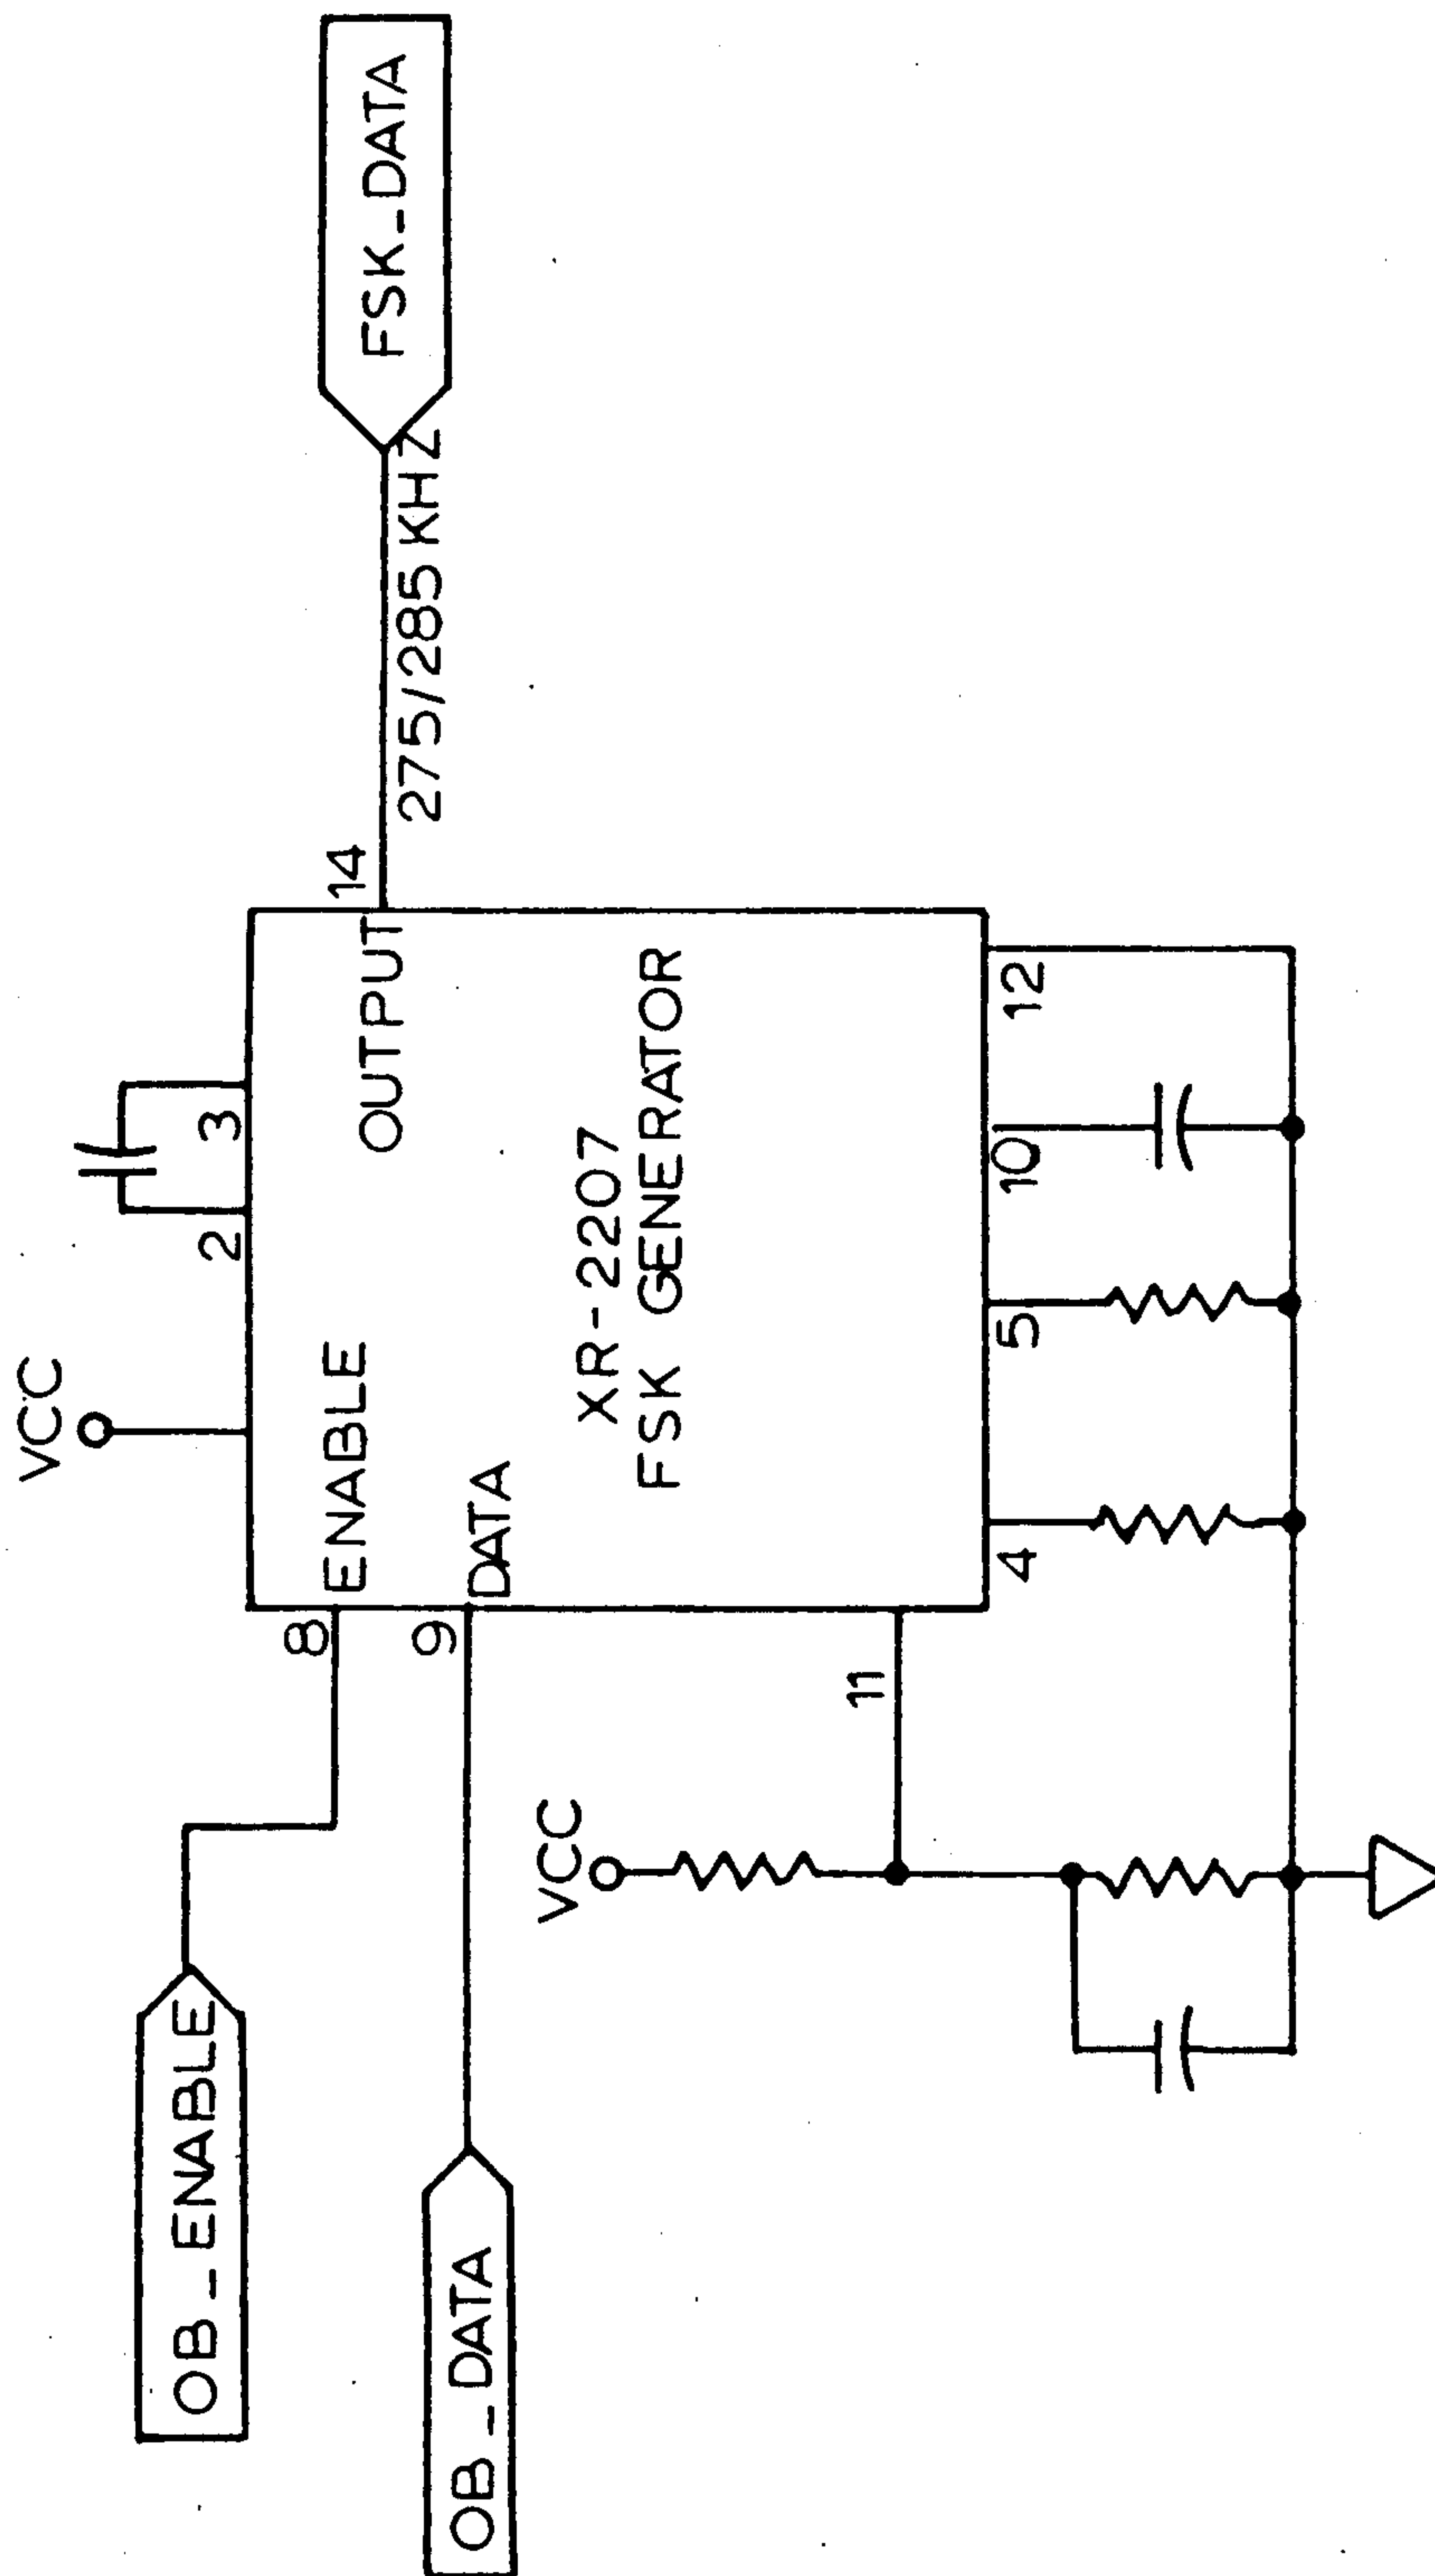 VCC
2
3
OB_ENABLE
8
ENABLE
OUTPUT
14
FSK_DATA
275/285 KHZ
OB_DATA
9
DATA
XR-2207
FSK GENERATOR
VCC
11
4
5
10
12